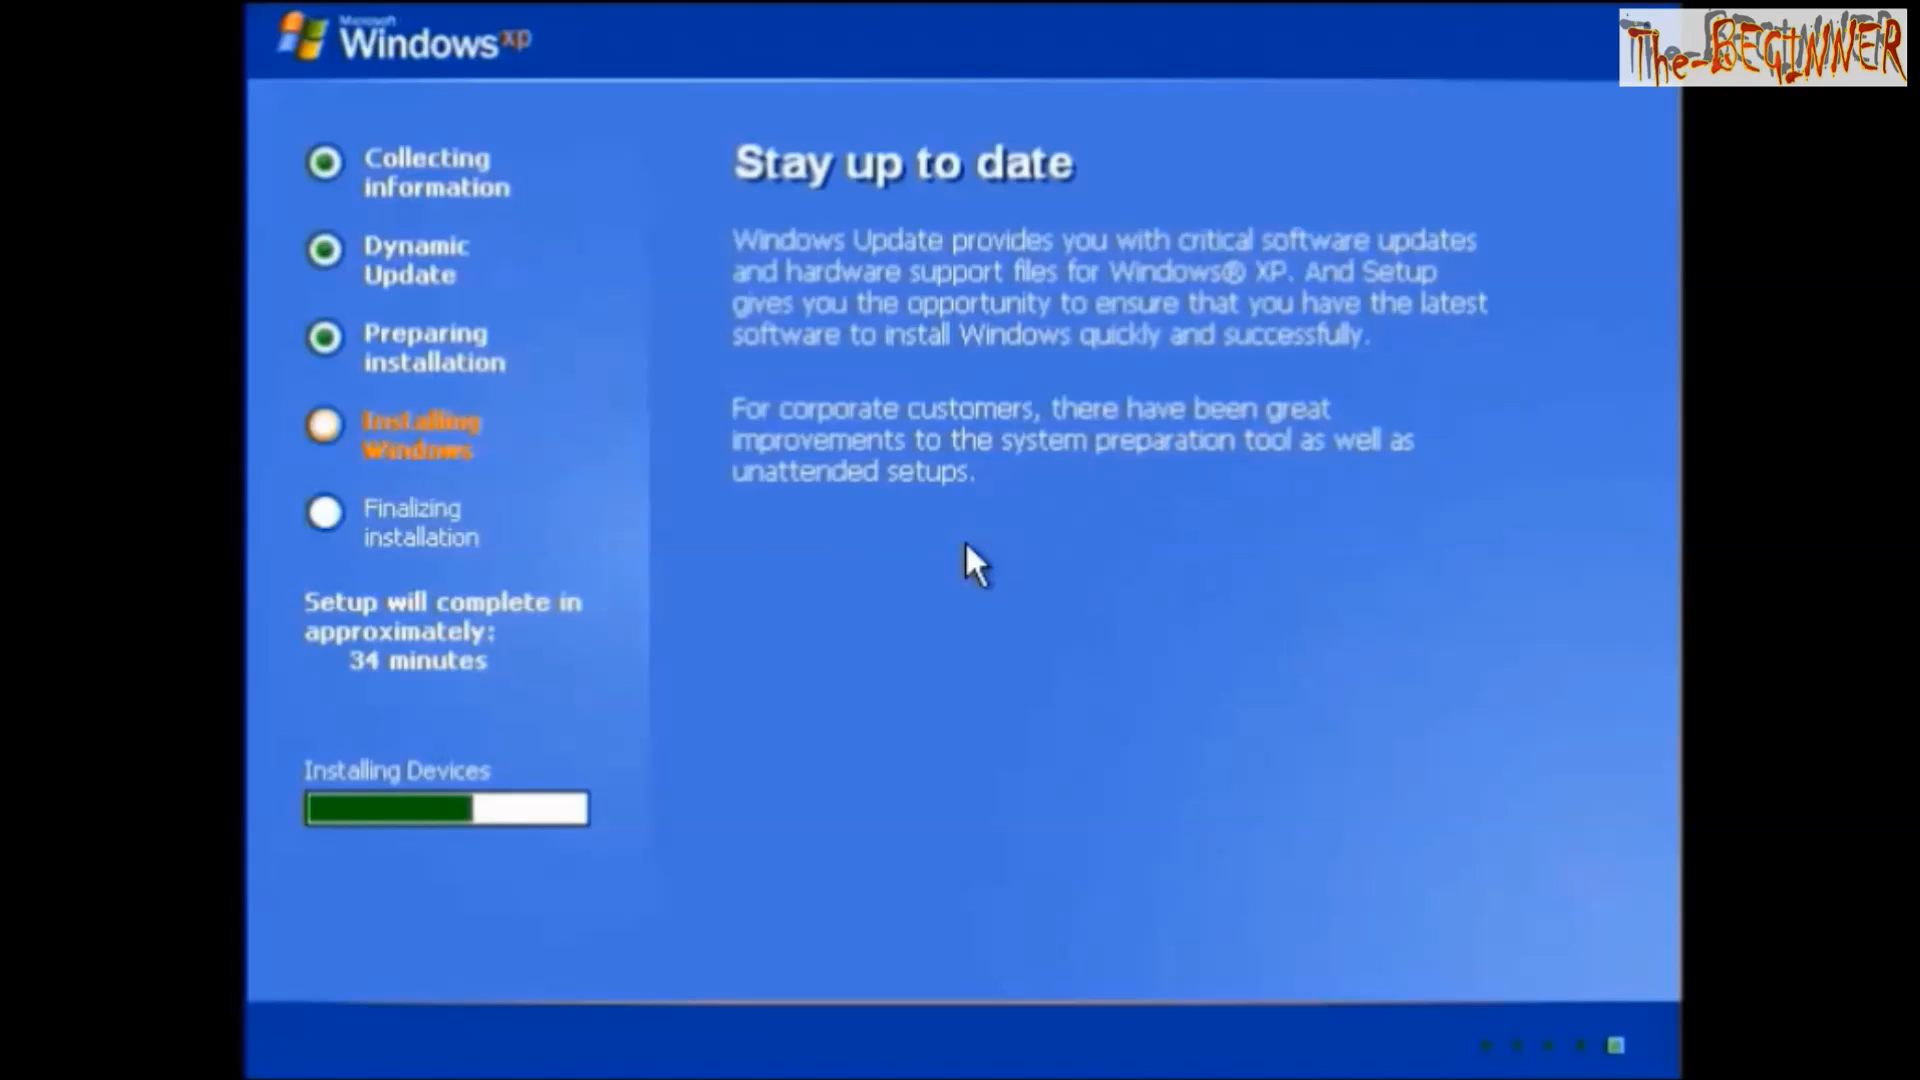 Microsoft
Windows xp
The-BEGINNER
Collecting
information
Dynamic
Update
Preparing
installation
Installing
Windows
Finalizing
installation
Setup will complete in
approximately:
34 minutes
Installing Devices
Stay up to date
Windows Update provides you with critical software updates
and hardware support files for Windows® XP. And Setup
gives you the opportunity to ensure that you have the latest
software to install Windows quickly and successfully.
For corporate customers, there have been great
improvements to the system preparation tool as well as
unattended setups.